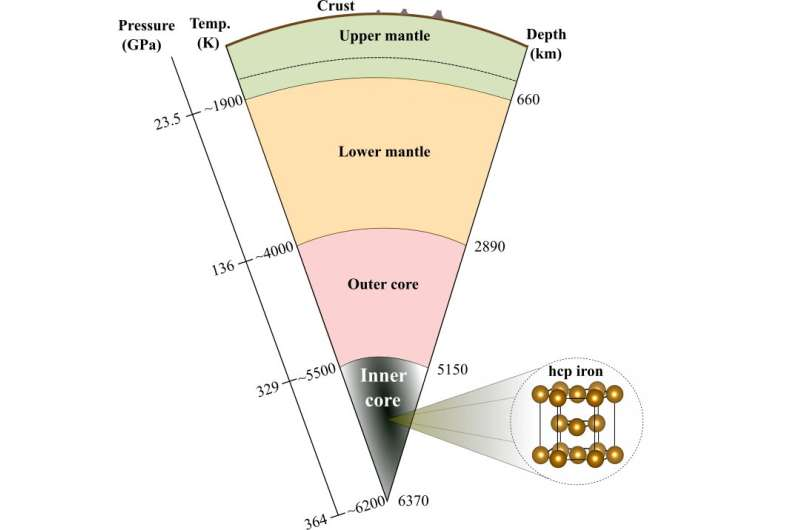 Crust
Pressure
(GPa)
Temp.
(K)
Depth
(km)
Upper mantle
~1900
660
23.5
Lower mantle
~4000
2890
136
Outer core
~5500
5150
329
Inner
core
hcp iron
~6200
6370
364